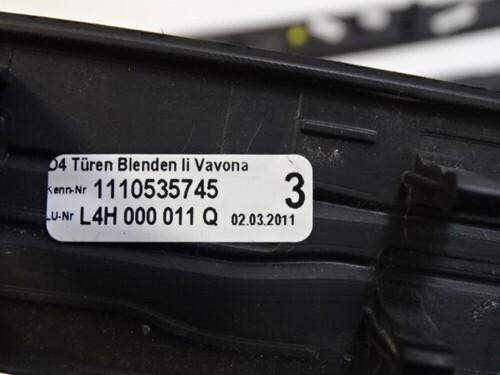 D4 Türen Blenden li Vavona
Kenn-Nr 1110535745 3
LU-Nr L4H 000 011 Q 02.03.2011